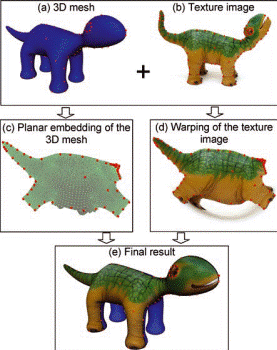 (a) 3D mesh
(b) Texture image
(c) Planar embedding of the
3D mesh
(d) Warping of the texture
image
(e) Final result